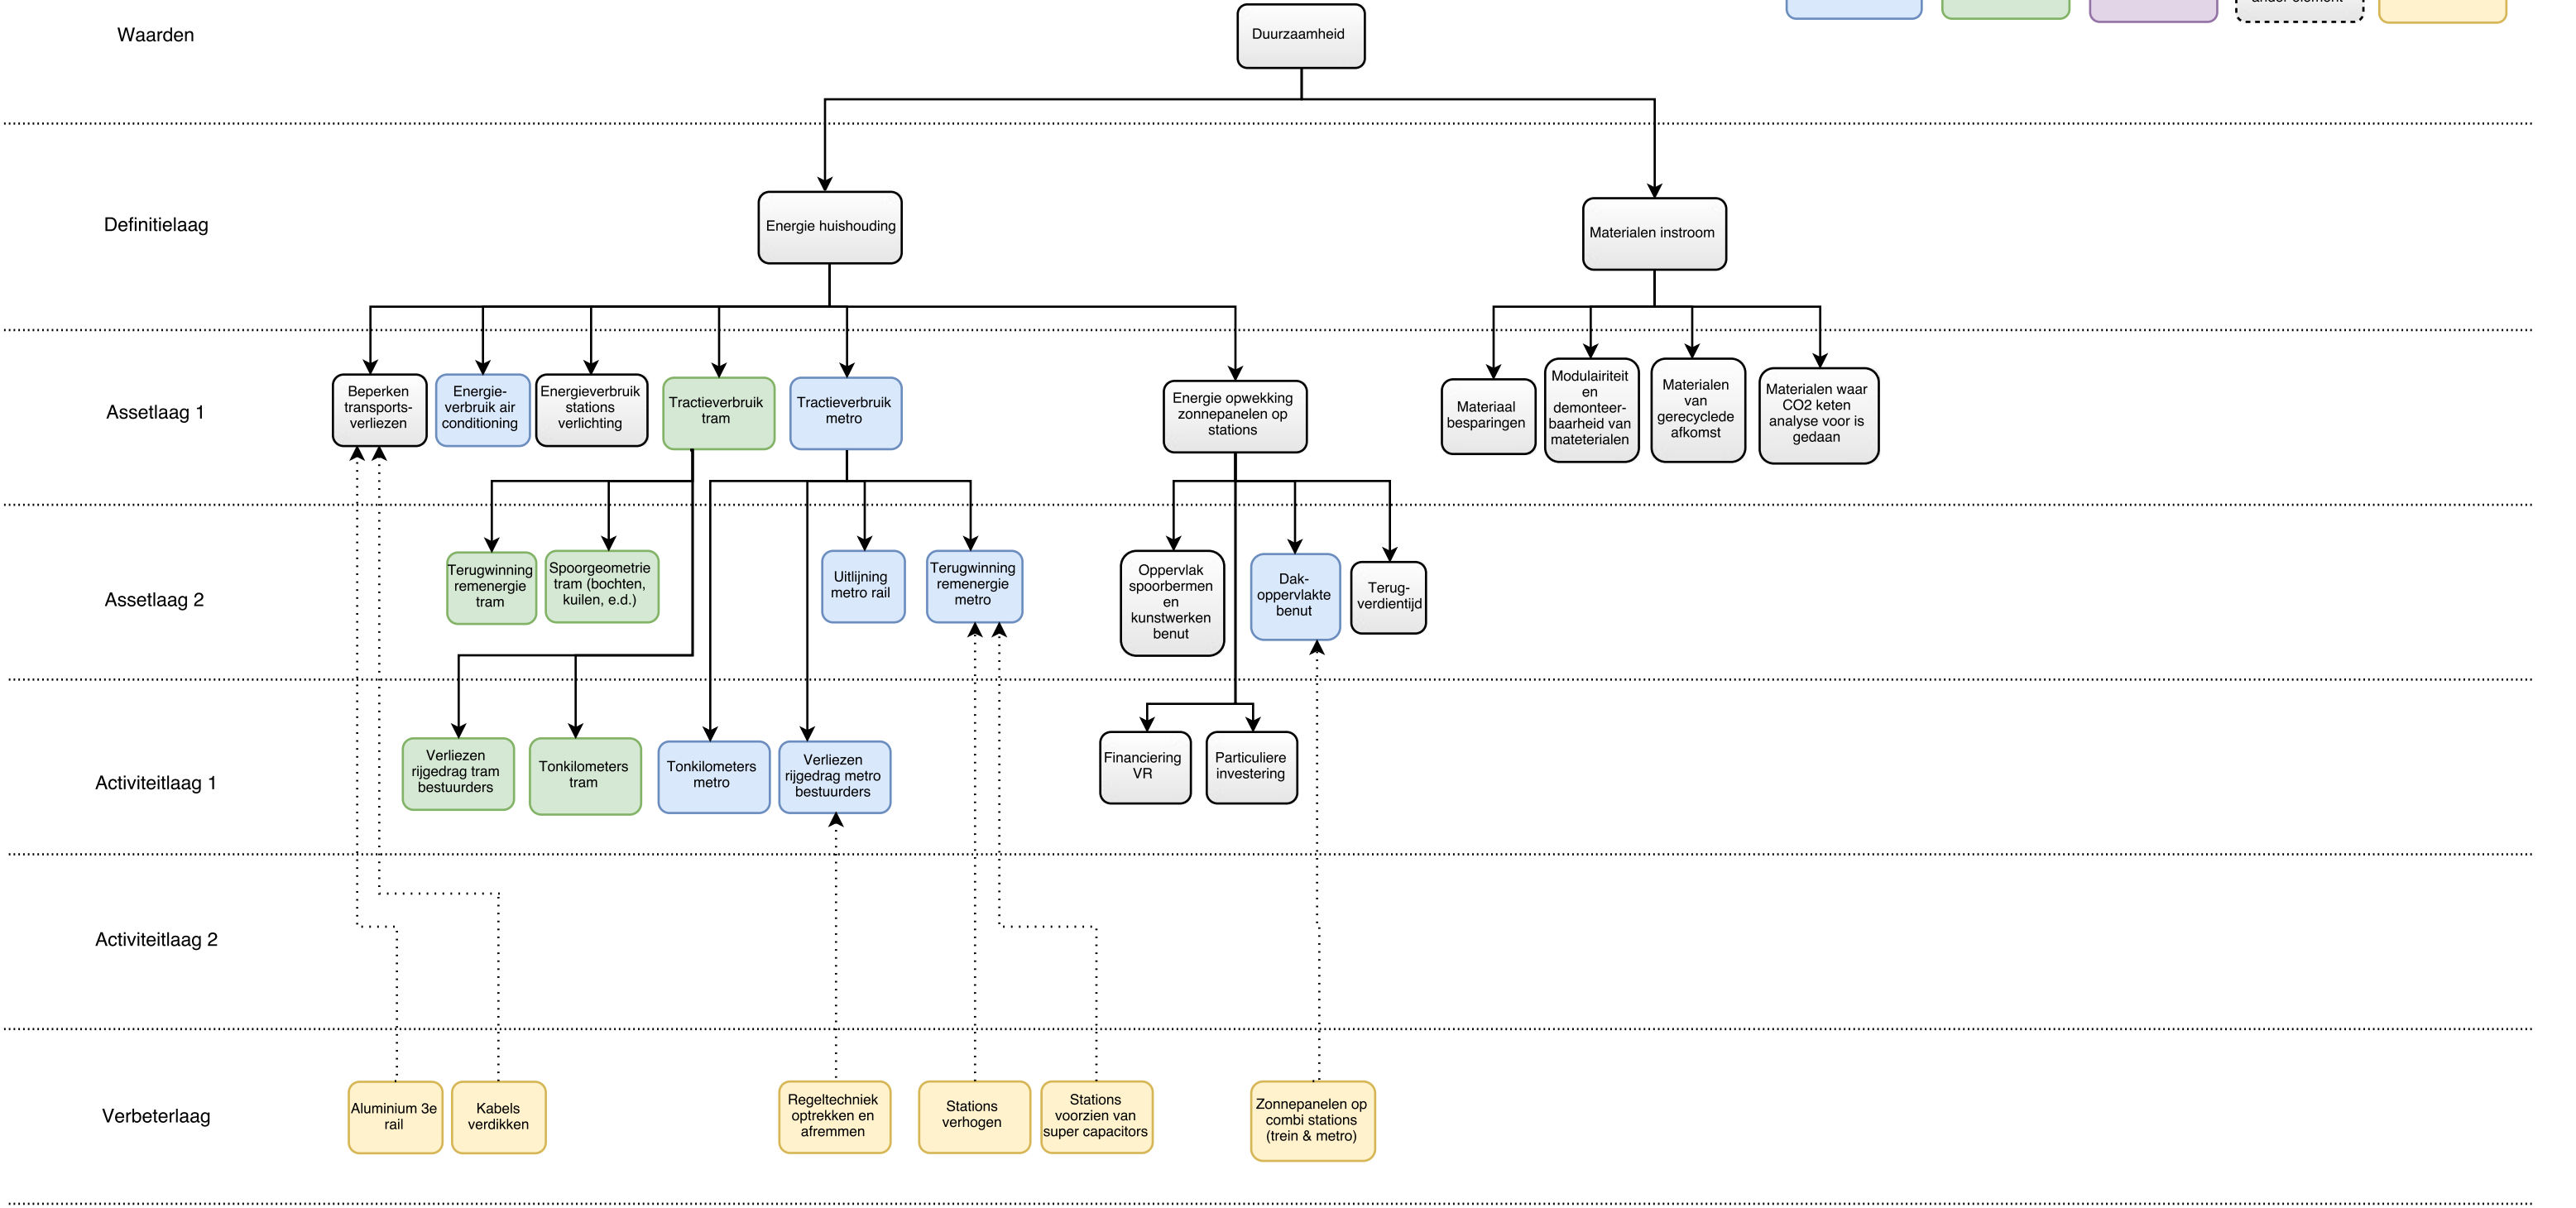 ander element
Waarden
Duurzaamheid
Definitielaag
Energie huishouding
Materialen instroom
Assetlaag 1
Beperken
transports-
verliezen
Energie-
verbruik air
conditioning
Energieverbruik
stations
verlichting
Tractieverbruik
tram
Tractieverbruik
metro
Energie opwekking
zonnepanelen op
stations
Materiaal
besparingen
Modulairiteit
en
demonteer-
baarheid van
mateterialen
Materialen
van
gerecyclede
afkomst
Materialen waar
CO2 keten
analyse voor is
gedaan
Assetlaag 2
Terugwinning
remenergie
tram
Spoorgeometrie
tram (bochten,
kuilen, e.d.)
Uitlijning
metro rail
Terugwinning
remenergie
metro
Oppervlak
spoorbermen
en
kunstwerken
benut
Dak-
oppervlakte
benut
Terug-
verdientijd
Activiteitlaag 1
Verliezen
rijgedrag tram
bestuurders
Tonkilometers
tram
Tonkilometers
metro
Verliezen
rijgedrag metro
bestuurders
Financiering
VR
Particuliere
investering
Activiteitlaag 2
Verbeterlaag
Aluminium 3e
rail
Kabels
verdikken
Regeltechniek
optrekken en
afremmen
Stations
verhogen
Stations
voorzien van
super capacitors
Zonnepanelen op
combi stations
(trein & metro)